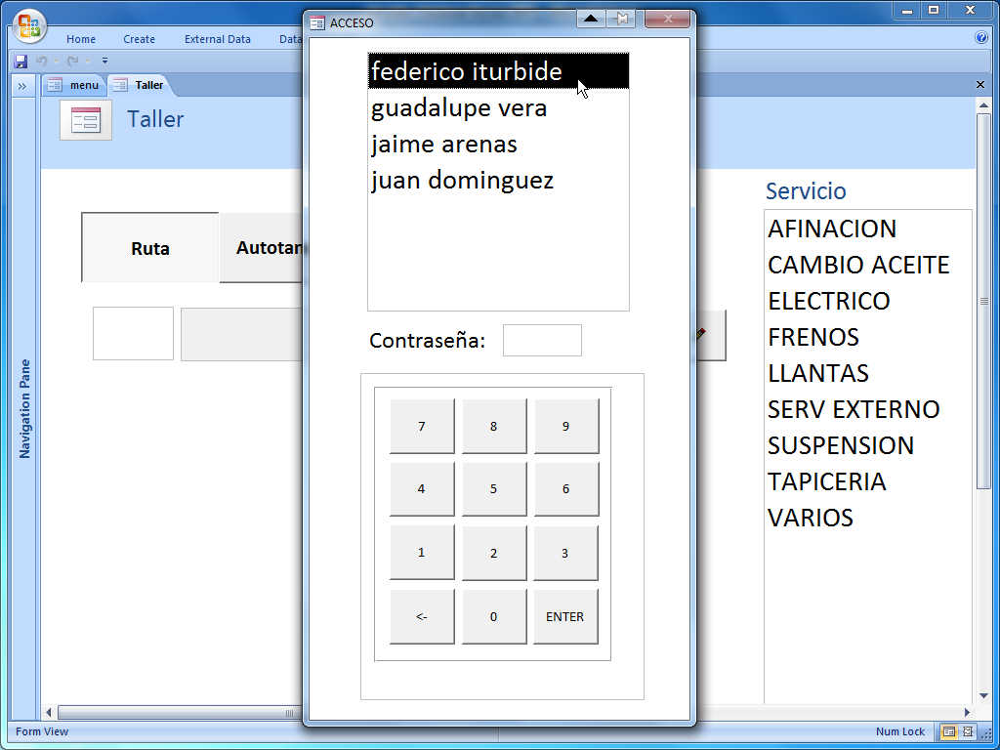 ACCESO
Home Create External Data Data
menu Taller
Taller
Navigation Pane
Ruta
federico iturbide
guadalupe vera
jaime arenas
juan dominguez
Contraseña:
7 8 9
4 5 6
1 2 3
<- 0 ENTER
Servicio
AFINACION
CAMBIO ACEITE
ELECTRICO
FRENOS
LLANTAS
SERV EXTERNO
SUSPENSION
TAPICERIA
VARIOS
Form View
Num Lock